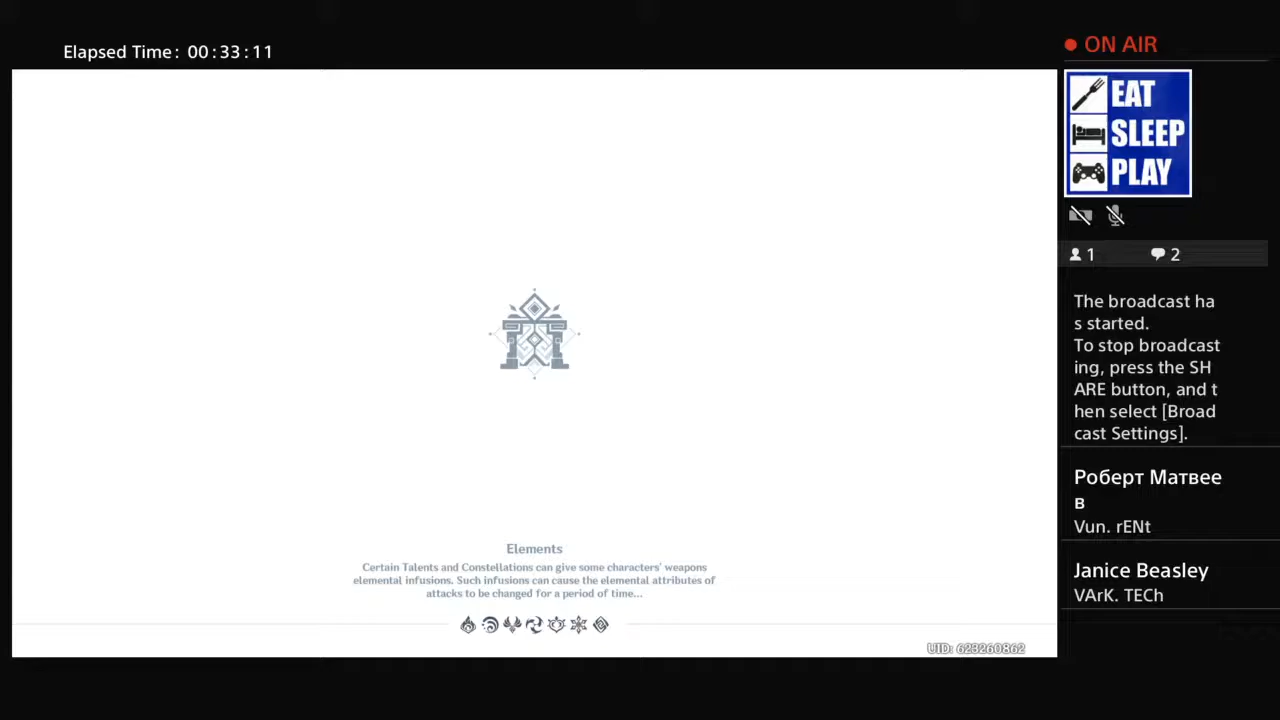 Elapsed Time: 00:33:11
ON AIR
EAT
SLEEP
PLAY
1
2
The broadcast ha
s started.
To stop broadcast
ing, press the SH
ARE button, and t
hen select [Broad
cast Settings].
Роберт Матвее
в
Vun. rENt
Janice Beasley
VArK. TECh
Elements
Certain Talents and Constellations can give some characters' weapons
elemental infusions. Such infusions can cause the elemental attributes of
attacks to be changed for a period of time...
UID: 623260862